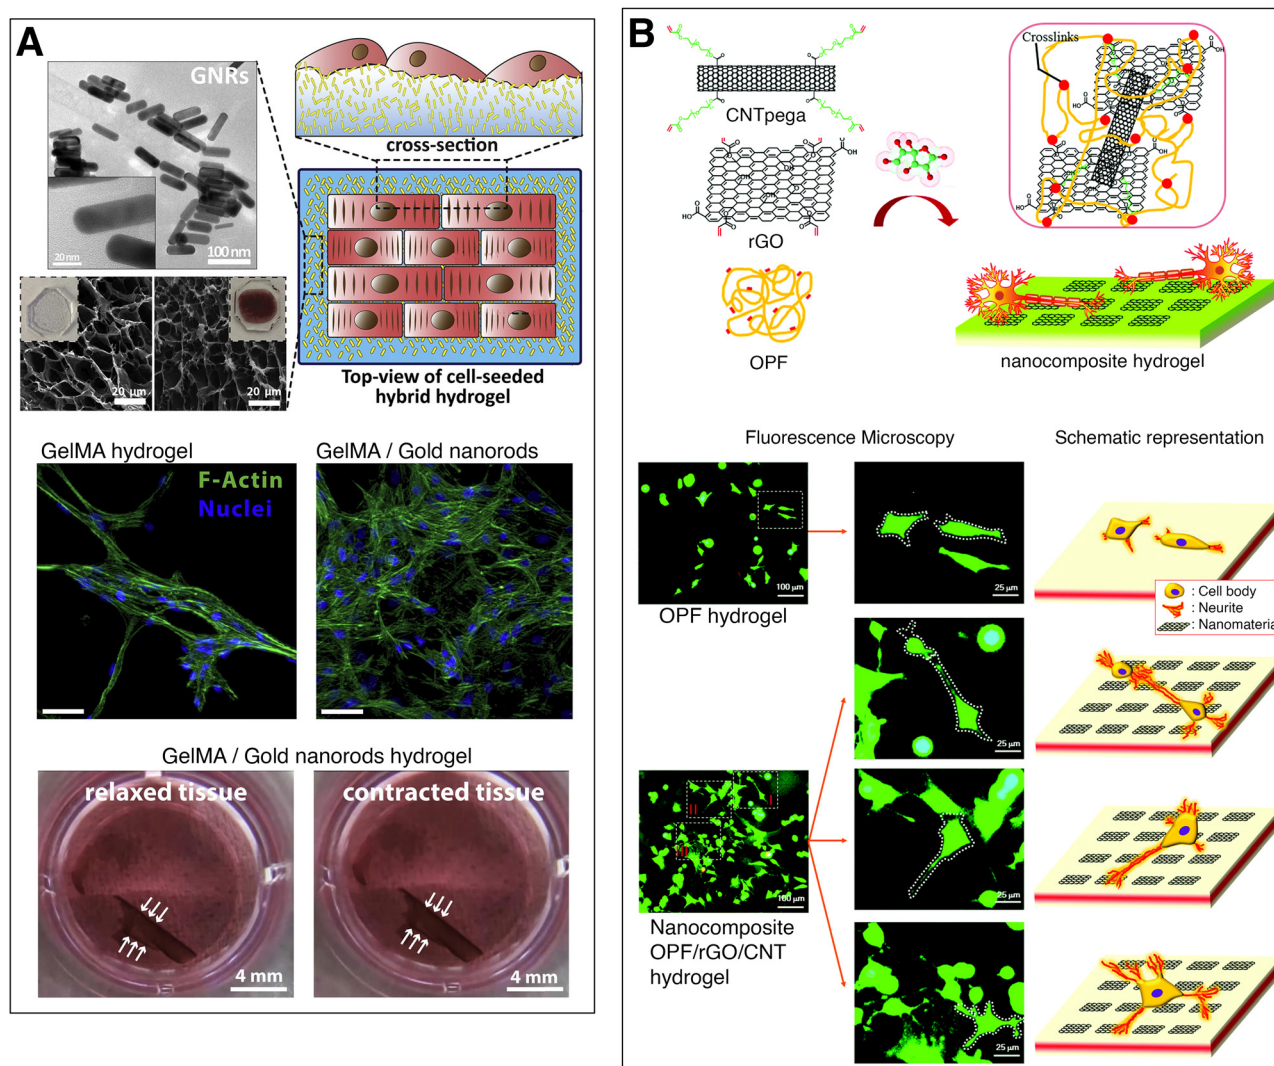 A
GNRs
20 nm
100 nm
20 µm
20 µm
cross-section
Top-view of cell-seeded
hybrid hydrogel
GelMA hydrogel
GelMA / Gold nanorods
F-Actin
Nuclei
GelMA / Gold nanorods hydrogel
relaxed tissue
contracted tissue
4 mm
4 mm
B
CNTpega
rGO
OPF
Crosslinks
nanocomposite hydrogel
Fluorescence Microscopy
Schematic representation
100 µm
25 µm
OPF hydrogel
: Cell body
: Neurite
: Nanomateria
25 µm
I
II
III
100 µm
25 µm
Nanocomposite
OPF/rGO/CNT
hydrogel
25 µm